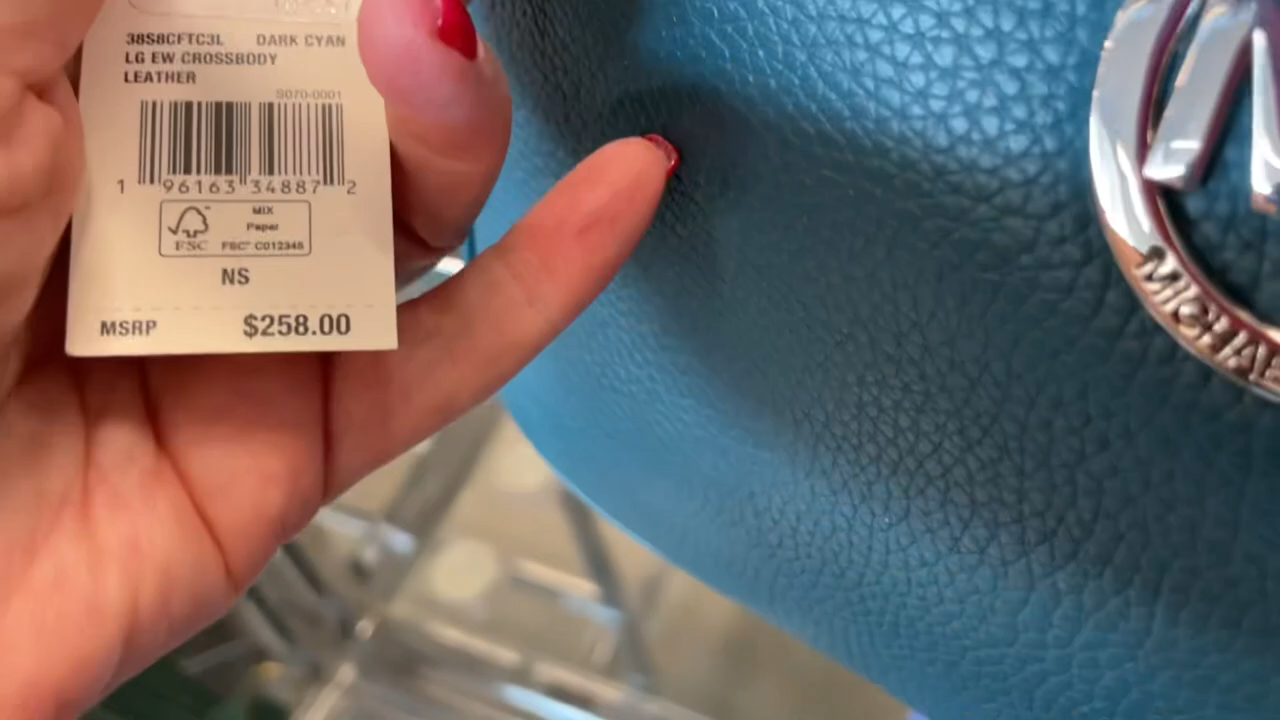 38S8CFTC3L DARK CYAN
LG EW CROSSBODY
LEATHER
S070-0001
1 96163 34887 2
MIX
Paper
FSC
FSC® C012345
NS
MSRP $258.00
MICHAE